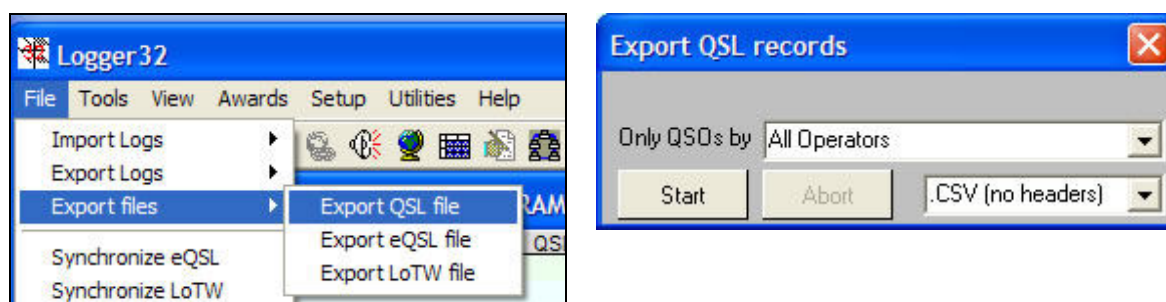 Logger32
File Tools View Awards Setup Utilities Help
Import Logs
Export Logs
Export files
Export QSL file
RAM
Export eQSL file
QS
Export LoTW file
Synchronize eQSL
Synchronize LoTW
Export QSL records
Only QSOs by All Operators
Start Abort .CSV (no headers)